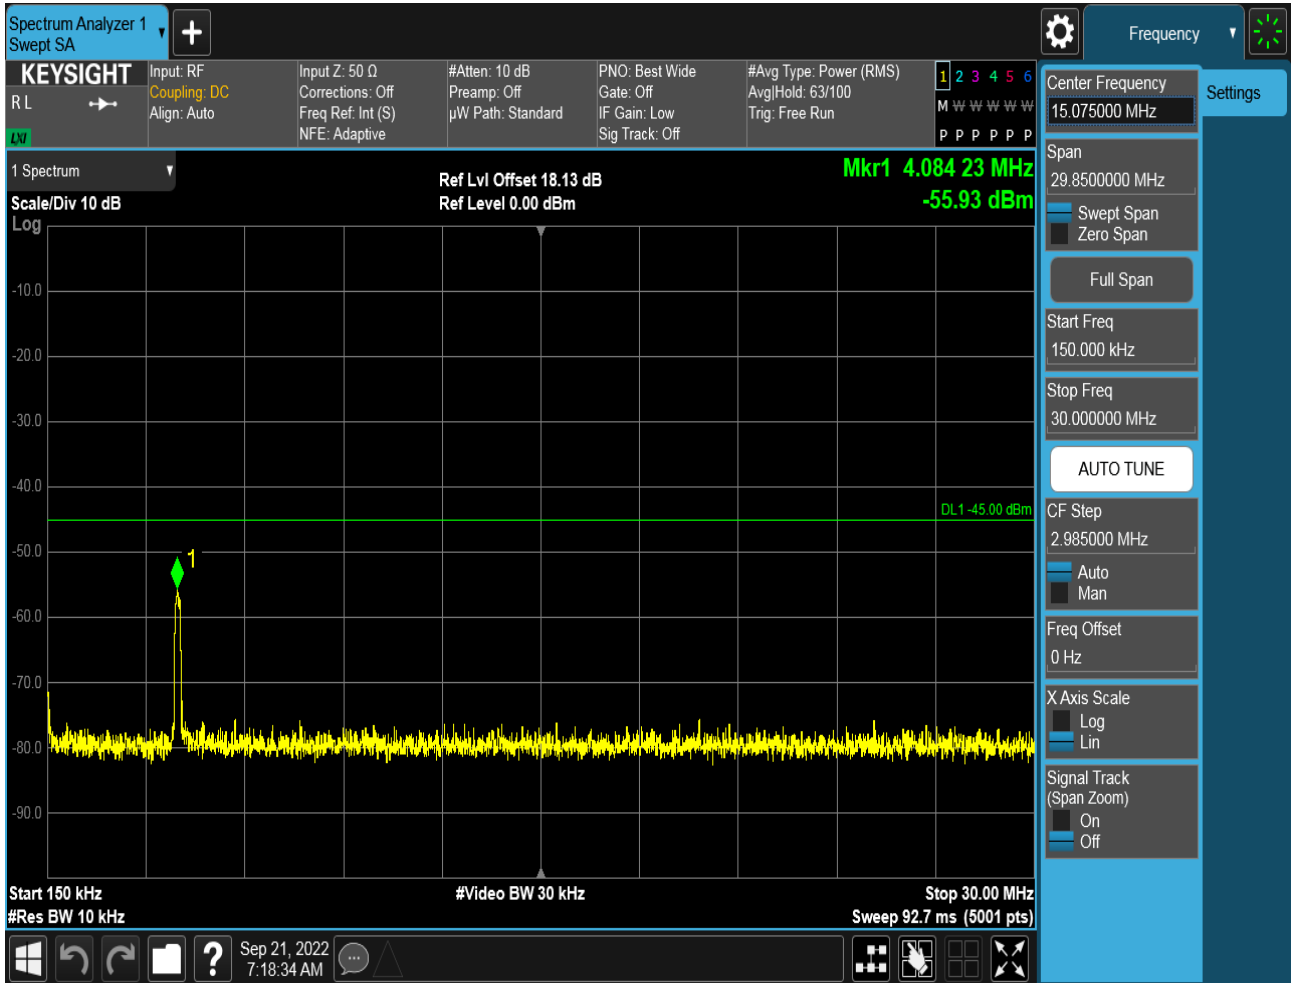 Spectrum Analyzer 1
Swept SA
Frequency
KEYSIGHT
R L
LXI
Input: RF
Coupling: DC
Align: Auto
Input Z: 50 Ω
Corrections: Off
Freq Ref: Int (S)
NFE: Adaptive
#Atten: 10 dB
Preamp: Off
µW Path: Standard
PNO: Best Wide
Gate: Off
IF Gain: Low
Sig Track: Off
#Avg Type: Power (RMS)
Avg|Hold: 63/100
Trig: Free Run
1 2 3 4 5 6
M W W W W W
P P P P P P
1 Spectrum
Scale/Div 10 dB
Log
Ref Lvl Offset 18.13 dB
Ref Level 0.00 dBm
Mkr1 4.084 23 MHz
-55.93 dBm
-10.0
-20.0
-30.0
-40.0
DL1 -45.00 dBm
-50.0
1
-60.0
-70.0
-80.0
-90.0
Start 150 kHz
#Res BW 10 kHz
#Video BW 30 kHz
Stop 30.00 MHz
Sweep 92.7 ms (5001 pts)
Sep 21, 2022
7:18:34 AM
Center Frequency
15.075000 MHz
Settings
Span
29.8500000 MHz
Swept Span
Zero Span
Full Span
Start Freq
150.000 kHz
Stop Freq
30.000000 MHz
AUTO TUNE
CF Step
2.985000 MHz
Auto
Man
Freq Offset
0 Hz
X Axis Scale
Log
Lin
Signal Track
(Span Zoom)
On
Off